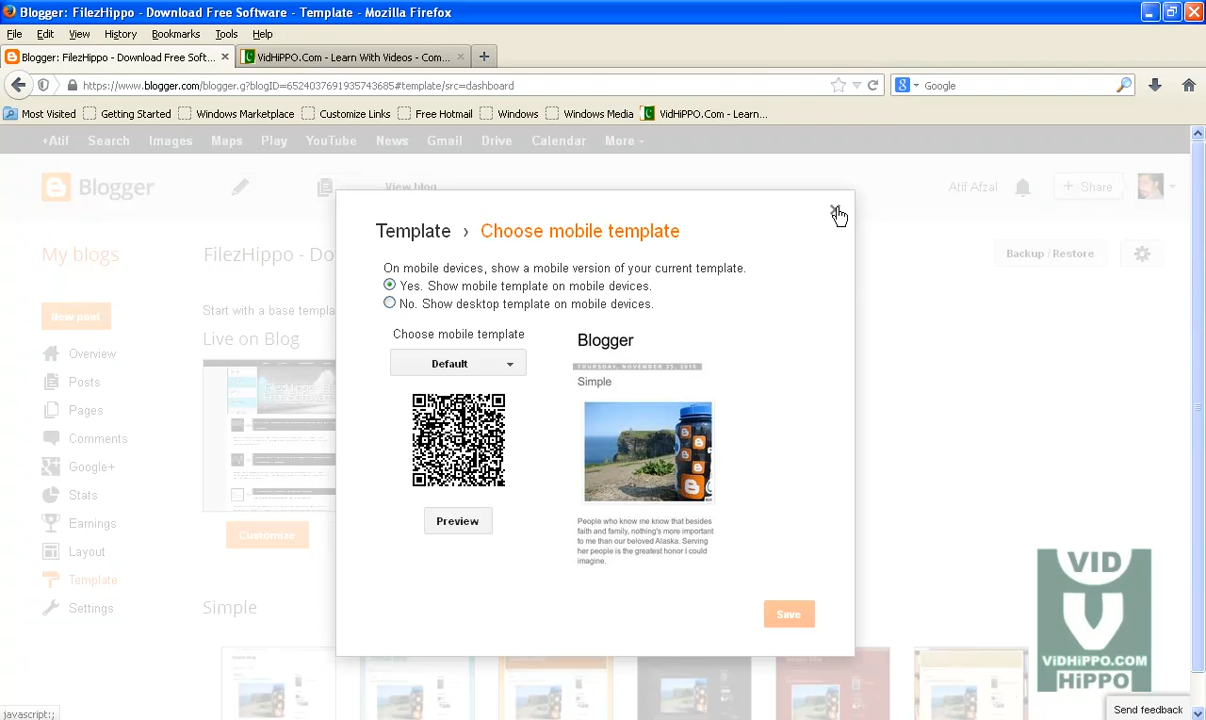 Blogger: FilezHippo - Download Free Software - Template - Mozilla Firefox
File Edit View History Bookmarks Tools Help
Blogger: FilezHippo - Download Free Soft... VidHiPPO.Com - Learn With Videos - Com...
https://www.blogger.com/blogger.g?blogID=6524037691935743685#template/src=dashboard
Google
Most Visited Getting Started Windows Marketplace Customize Links Free Hotmail Windows Windows Media VidHiPPO.Com - Learn...
+Atif Search Images Maps Play YouTube News Gmail Drive Calendar More
Blogger View blog Atif Afzal + Share
My blogs FilezHippo - Do Backup / Restore
Template › Choose mobile template
On mobile devices, show a mobile version of your current template.
Yes. Show mobile template on mobile devices.
No. Show desktop template on mobile devices.
Choose mobile template
Default
Preview
Blogger
THURSDAY, NOVEMBER
Simple
People who know me know that besides
faith and family, nothing's more important
to me than our beloved Alaska. Serving
her people is the greatest honor I could
imagine.
Save
New post
Overview
Posts
Pages
Comments
Google+
Stats
Earnings
Layout
Template
Settings
Start with a base templa
Live on Blog
Customize
Simple
VID
VIDHIPPO.COM
HIPPO
Send feedback
javascript:;